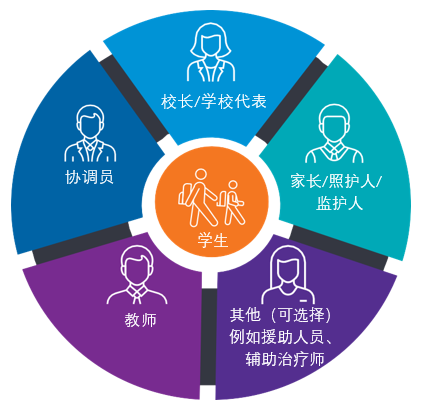 校长/学校代表
协调员
家长/照护人/
监护人
学生
教师
其他（可选择）
例如援助人员、
辅助治疗师